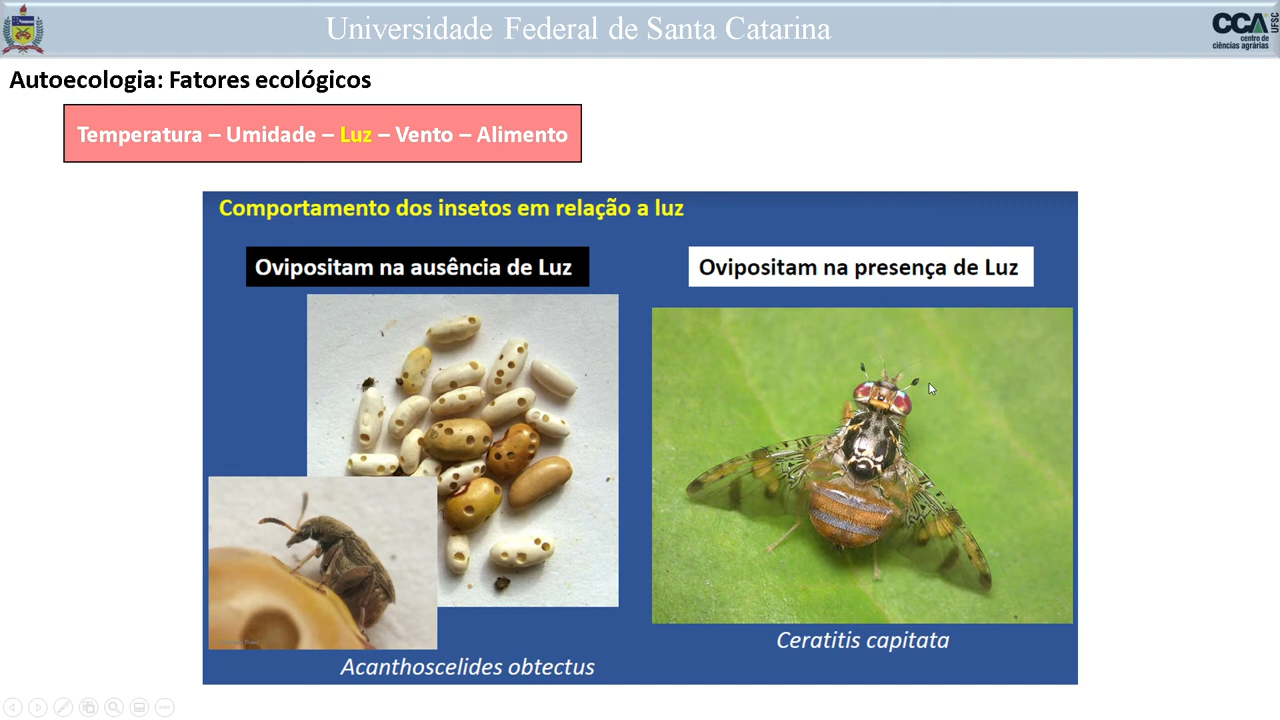 Universidade Federal de Santa Catarina
CCA UFSC
centro de
ciências agrárias
Autoecologia: Fatores ecológicos
Temperatura – Umidade – Luz – Vento – Alimento
Comportamento dos insetos em relação a luz
Ovipositam na ausência de Luz
Ovipositam na presença de Luz
Ceratitis capitata
Acanthoscelides obtectus